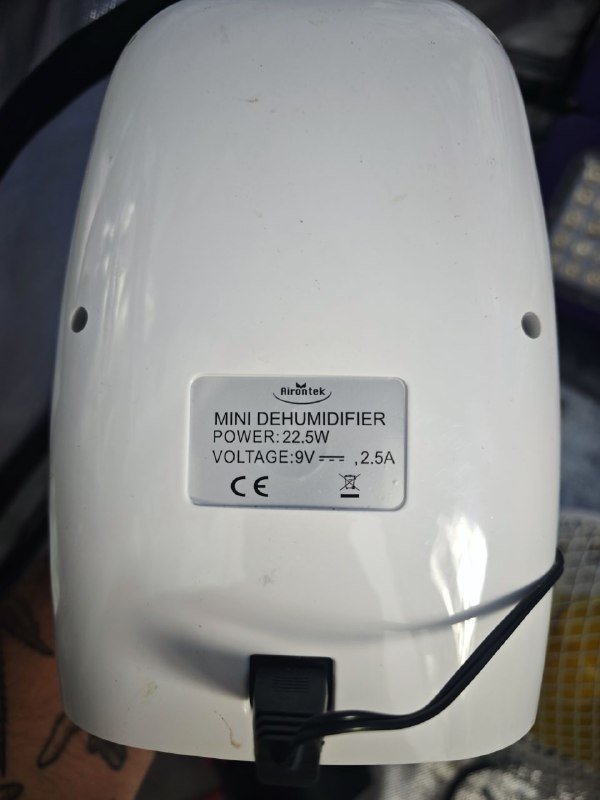 Airontek
MINI DEHUMIDIFIER
POWER:22.5W
VOLTAGE:9V ⎓ ,2.5A
CE